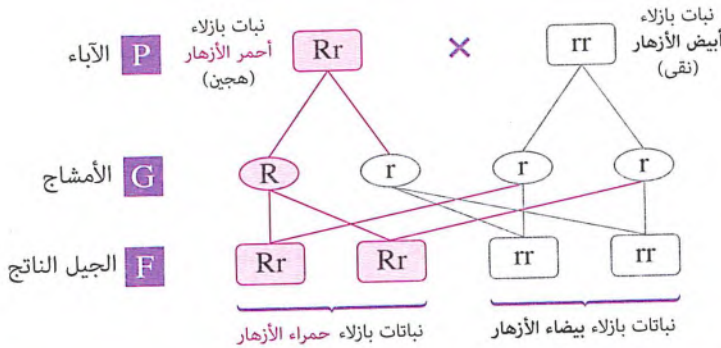 الآباء P
نبات بازلاء
أحمر الأزهار
(هجين)
Rr × rr
نبات بازلاء
أبيض الأزهار
(نقى)
الأمشاج G
R r r r
الجيل الناتج F
Rr Rr rr rr
نباتات بازلاء حمراء الأزهار
نباتات بازلاء بيضاء الأزهار